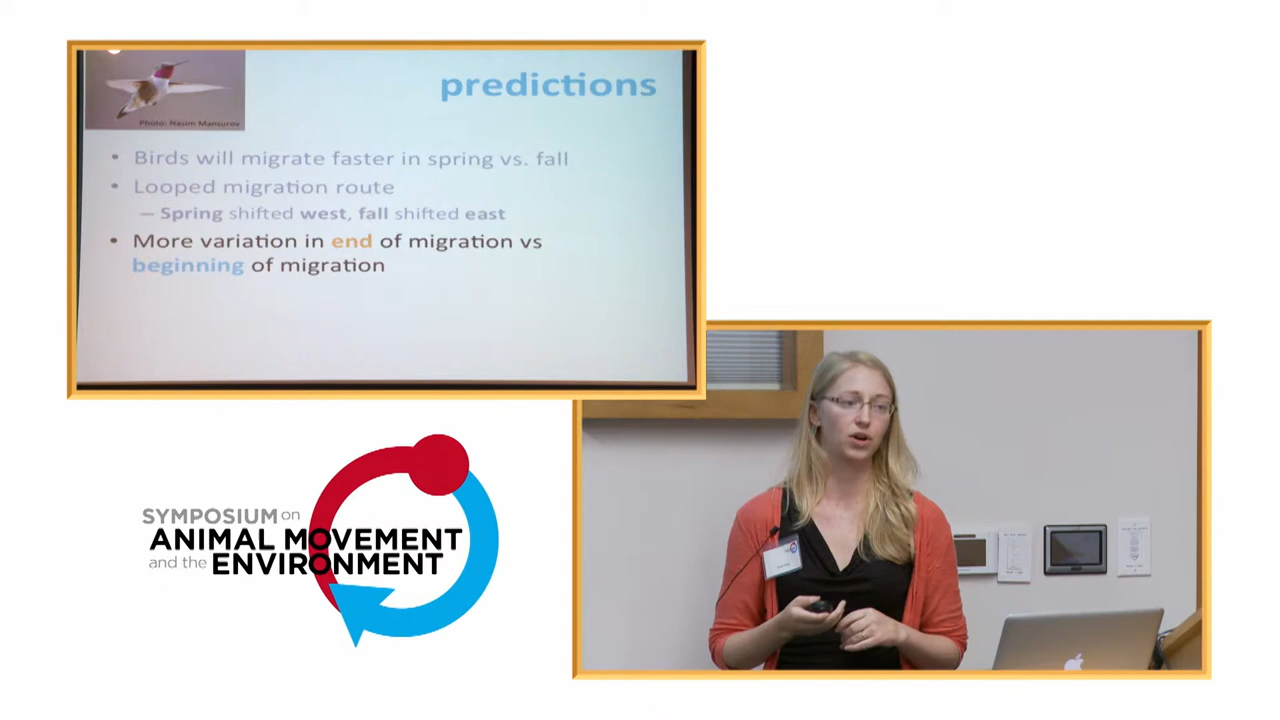 predictions
Photo: Nasim Mansurov
• Birds will migrate faster in spring vs. fall
• Looped migration route
– Spring shifted west, fall shifted east
• More variation in end of migration vs
beginning of migration
SYMPOSIUM on
ANIMAL MOVEMENT
and the ENVIRONMENT